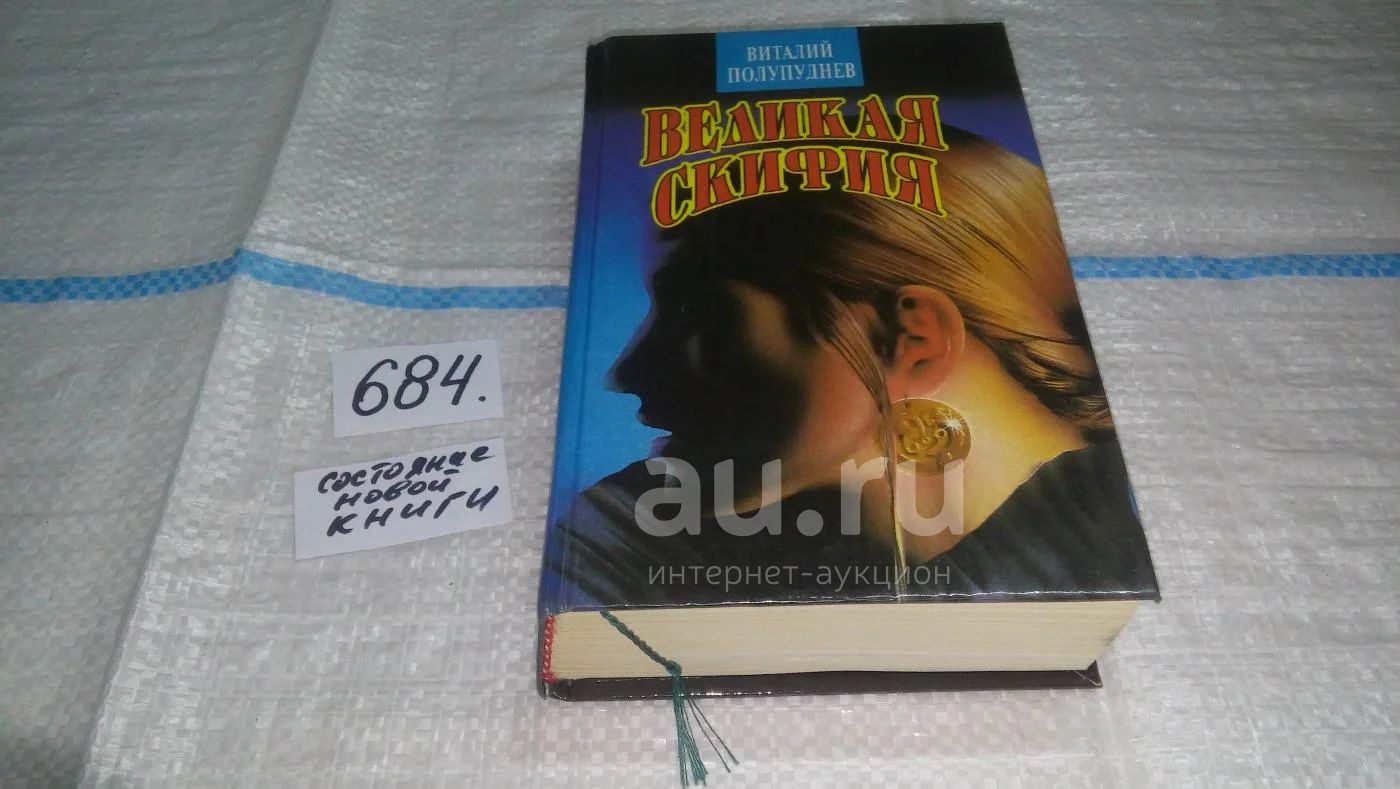 ВИТАЛИЙ
ПОЛУПУДНЕВ
ВЕЛИКАЯ
СКИФИЯ
684.
состояние
новой
книги
au.ru
интернет-аукцион